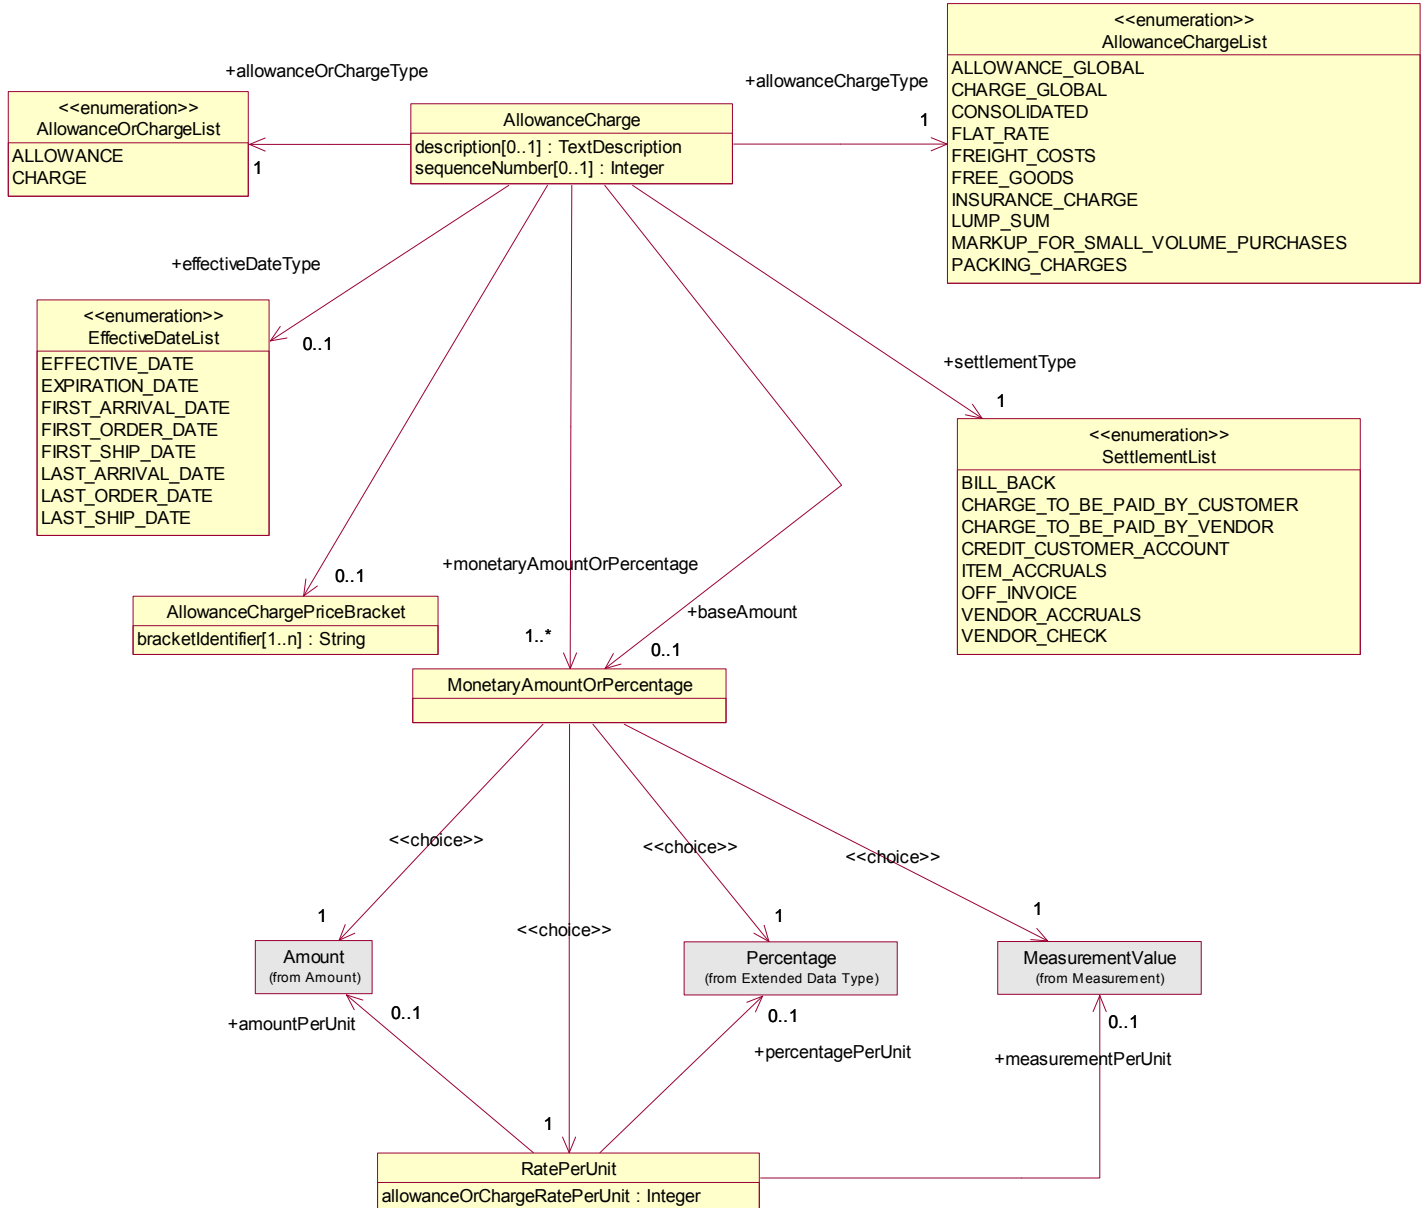 <<enumeration>>
AllowanceChargeList
ALLOWANCE_GLOBAL
CHARGE_GLOBAL
CONSOLIDATED
FLAT_RATE
FREIGHT_COSTS
FREE_GOODS
INSURANCE_CHARGE
LUMP_SUM
MARKUP_FOR_SMALL_VOLUME_PURCHASES
PACKING_CHARGES
+allowanceOrChargeType
+allowanceChargeType
1
<<enumeration>>
AllowanceOrChargeList
ALLOWANCE
CHARGE
1
AllowanceCharge
description[0..1] : TextDescription
sequenceNumber[0..1] : Integer
+effectiveDateType
0..1
<<enumeration>>
EffectiveDateList
EFFECTIVE_DATE
EXPIRATION_DATE
FIRST_ARRIVAL_DATE
FIRST_ORDER_DATE
FIRST_SHIP_DATE
LAST_ARRIVAL_DATE
LAST_ORDER_DATE
LAST_SHIP_DATE
+settlementType
1
<<enumeration>>
SettlementList
BILL_BACK
CHARGE_TO_BE_PAID_BY_CUSTOMER
CHARGE_TO_BE_PAID_BY_VENDOR
CREDIT_CUSTOMER_ACCOUNT
ITEM_ACCRUALS
OFF_INVOICE
VENDOR_ACCRUALS
VENDOR_CHECK
0..1
AllowanceChargePriceBracket
bracketIdentifier[1..n] : String
+monetaryAmountOrPercentage
1..*
+baseAmount
0..1
MonetaryAmountOrPercentage
<<choice>>
<<choice>>
<<choice>>
<<choice>>
1
1
1
Amount
(from Amount)
Percentage
(from Extended Data Type)
MeasurementValue
(from Measurement)
0..1
+amountPerUnit
0..1
+percentagePerUnit
0..1
+measurementPerUnit
1
RatePerUnit
allowanceOrChargeRatePerUnit : Integer